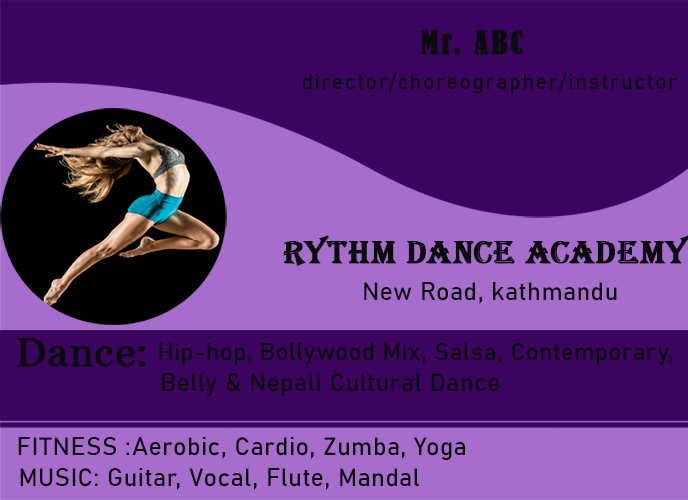 Mr. ABC
director/choreographer/instructor
RYTHM DANCE ACADEMY
New Road, kathmandu
Dance: Hip-hop, Bollywood Mix, Salsa, Contemporary,
Belly & Nepali Cultural Dance
FITNESS :Aerobic, Cardio, Zumba, Yoga
MUSIC: Guitar, Vocal, Flute, Mandal